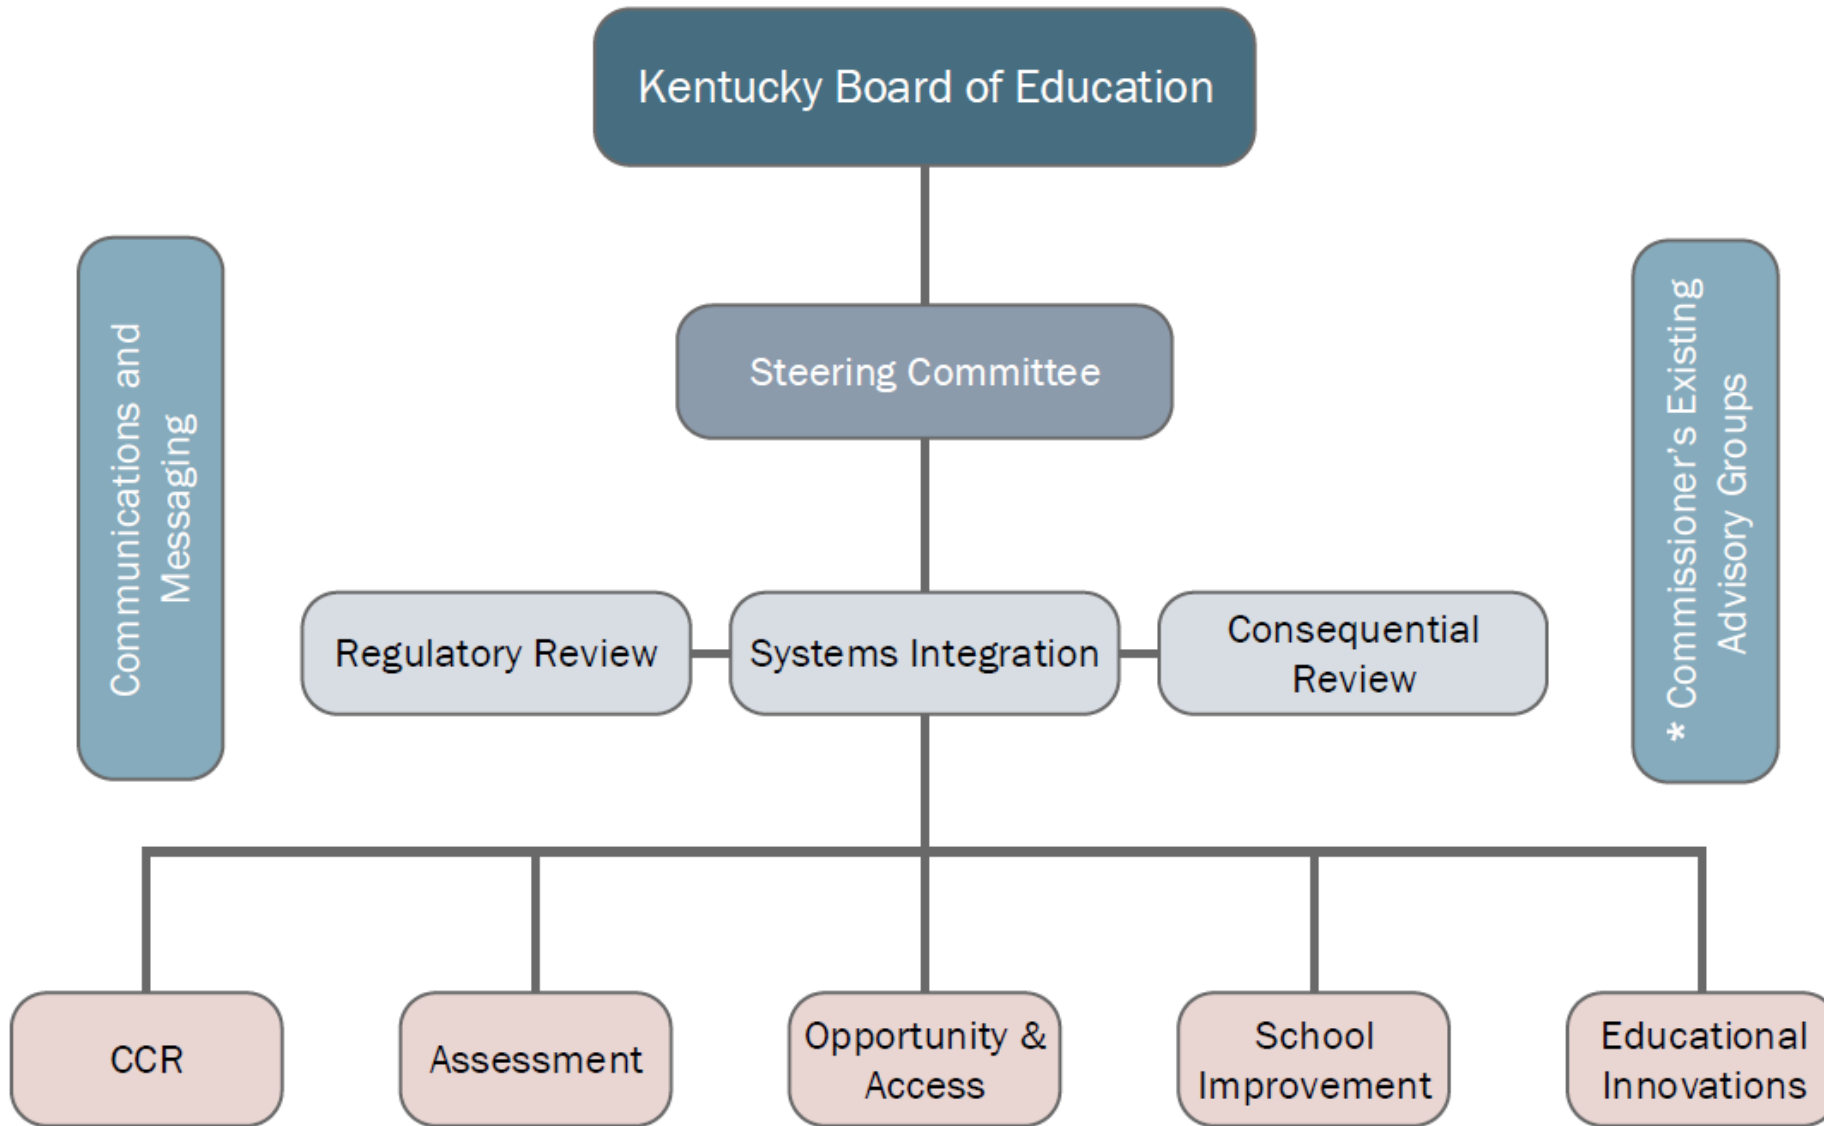 Kentucky Board of Education
Communications and
Messaging
* Commissioner's Existing
Advisory Groups
Steering Committee
Regulatory Review
Systems Integration
Consequential
Review
CCR
Assessment
Opportunity &
Access
School
Improvement
Educational
Innovations